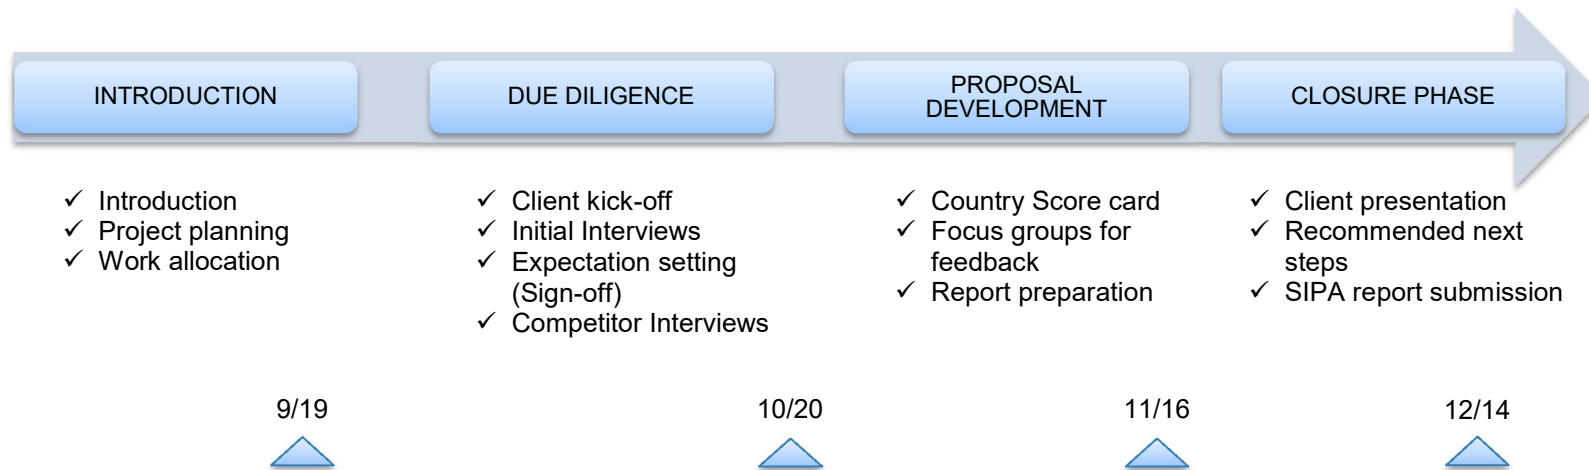 INTRODUCTION
DUE DILIGENCE
PROPOSAL
DEVELOPMENT
CLOSURE PHASE
✓ Introduction
✓ Project planning
✓ Work allocation
✓ Client kick-off
✓ Initial Interviews
✓ Expectation setting
(Sign-off)
✓ Competitor Interviews
✓ Country Score card
✓ Focus groups for
feedback
✓ Report preparation
✓ Client presentation
✓ Recommended next
steps
✓ SIPA report submission
9/19
10/20
11/16
12/14